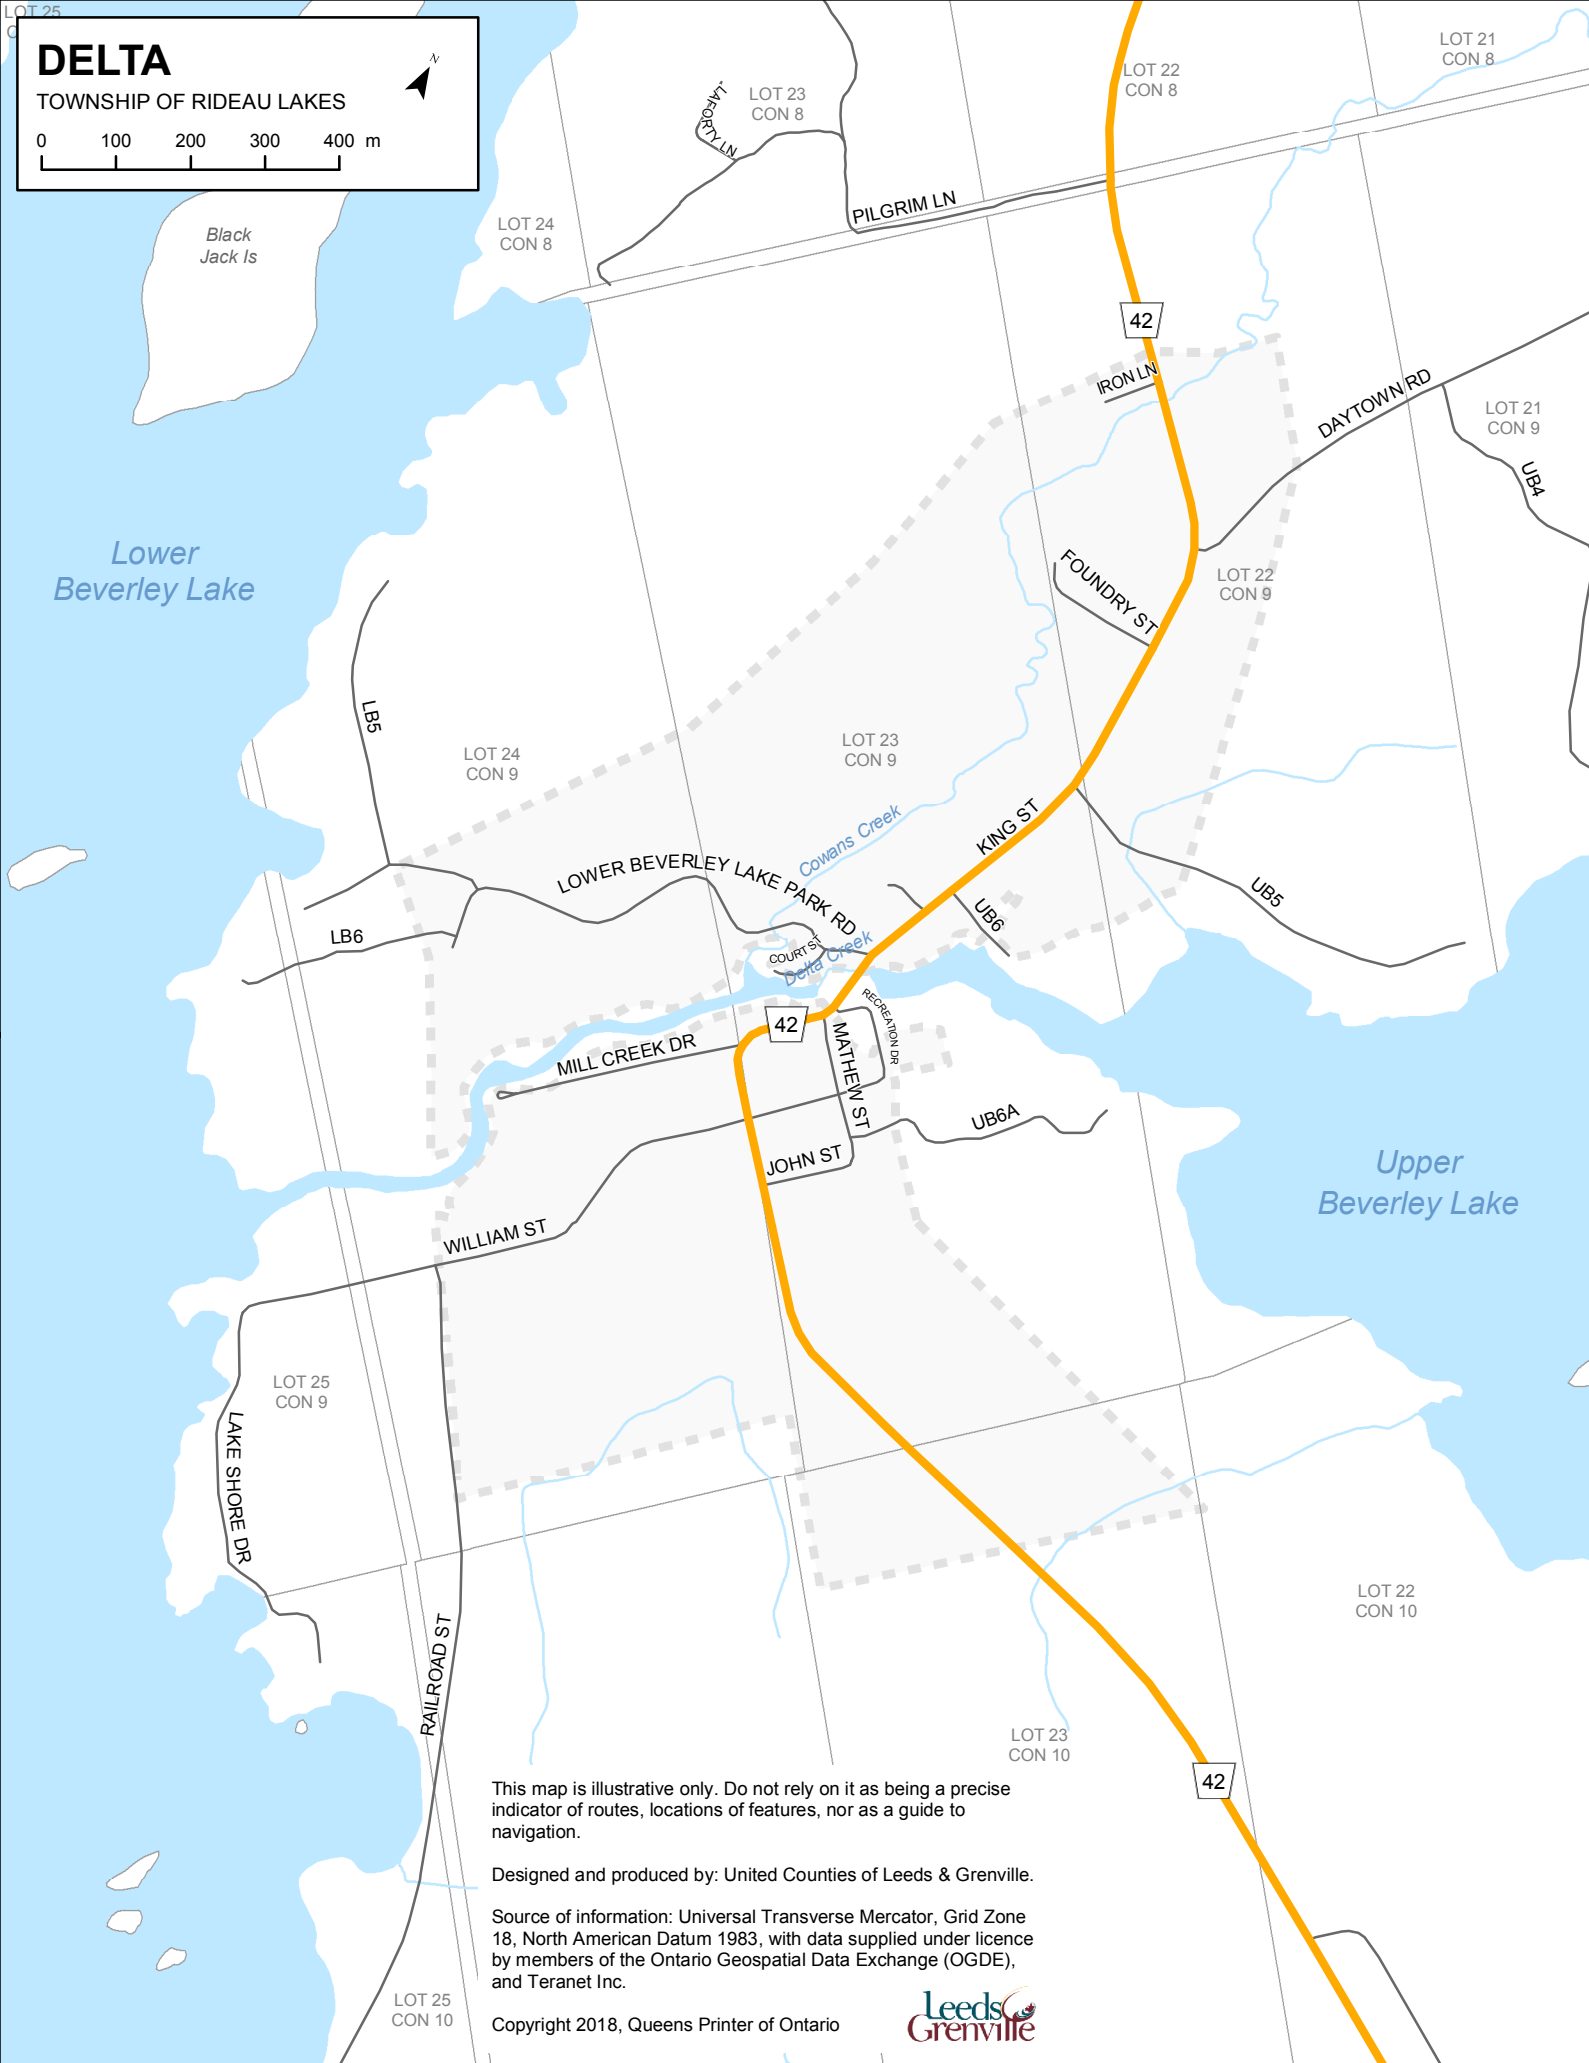 LOT 25
DELTA
TOWNSHIP OF RIDEAU LAKES
N
0 100 200 300 400 m
LOT 21
CON 8
LOT 22
CON 8
LOT 23
CON 8
LAFORTY LN
PILGRIM LN
LOT 24
CON 8
Black
Jack Is
42
IRON LN
DAYTOWN RD
LOT 21
CON 9
UB4
Lower
Beverley Lake
FOUNDRY ST
LOT 22
CON 9
LB5
LOT 24
CON 9
LOT 23
CON 9
KING ST
Cowans Creek
LOWER BEVERLEY LAKE PARK RD
UB5
UB6
LB6
COURT ST
Delta Creek
RECREATION DR
42
MATHEW ST
MILL CREEK DR
UB6A
JOHN ST
Upper
Beverley Lake
WILLIAM ST
LOT 25
CON 9
LAKE SHORE DR
RAILROAD ST
LOT 22
CON 10
LOT 23
CON 10
42
This map is illustrative only. Do not rely on it as being a precise
indicator of routes, locations of features, nor as a guide to
navigation.
Designed and produced by: United Counties of Leeds & Grenville.
Source of information: Universal Transverse Mercator, Grid Zone
18, North American Datum 1983, with data supplied under licence
by members of the Ontario Geospatial Data Exchange (OGDE),
and Teranet Inc.
LOT 25
CON 10
Copyright 2018, Queens Printer of Ontario
Leeds
Grenville